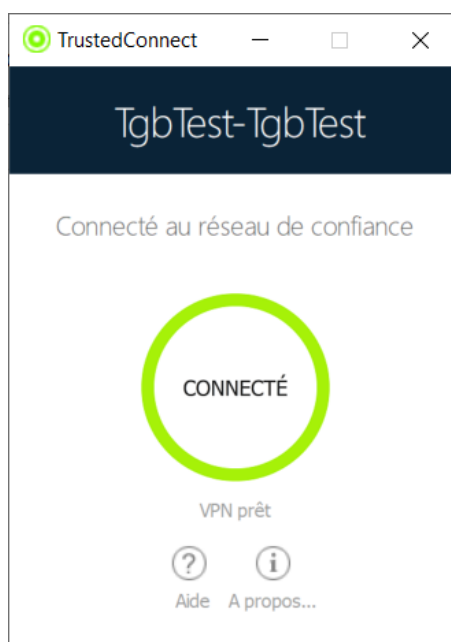 TrustedConnect
TgbTest-TgbTest
Connecté au réseau de confiance
CONNECTÉ
VPN prêt
Aide A propos...